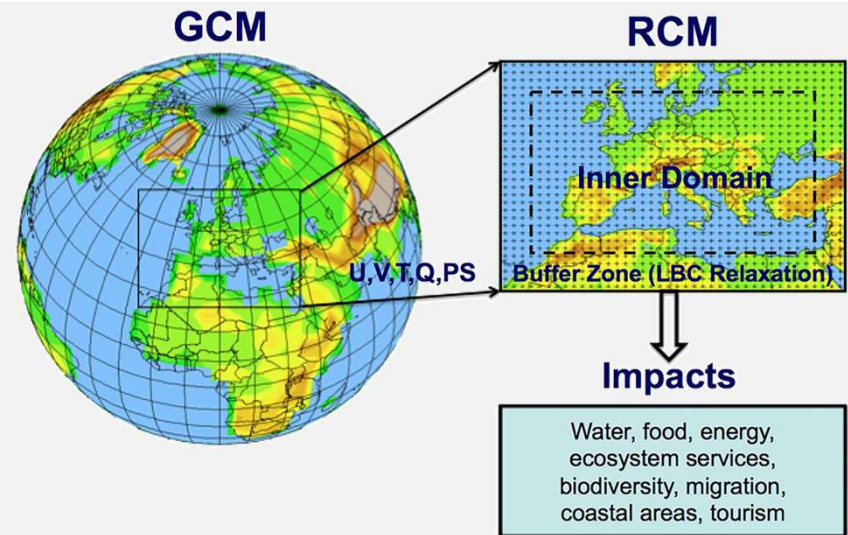 GCM
RCM
Inner Domain
U,V,T,Q,PS
Buffer Zone (LBC Relaxation)
Impacts
Water, food, energy,
ecosystem services,
biodiversity, migration,
coastal areas, tourism